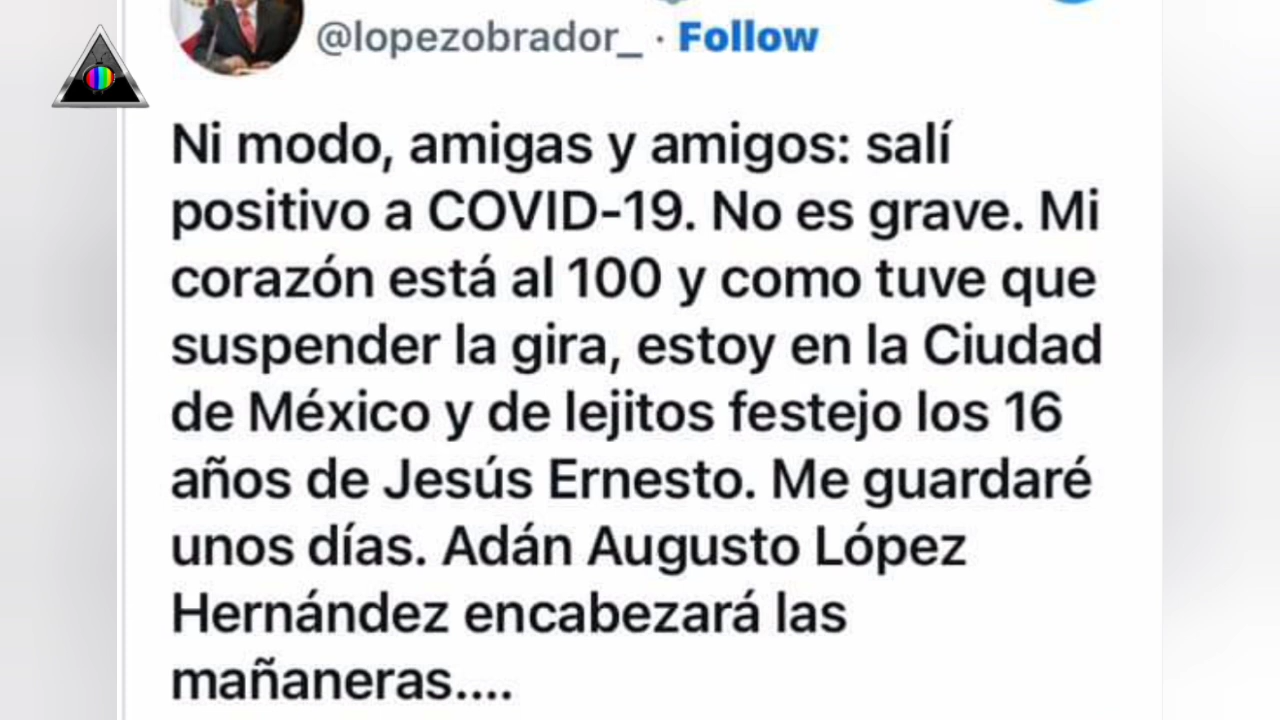 @lopezobrador_ · Follow
Ni modo, amigas y amigos: salí
positivo a COVID-19. No es grave. Mi
corazón está al 100 y como tuve que
suspender la gira, estoy en la Ciudad
de México y de lejitos festejo los 16
años de Jesús Ernesto. Me guardaré
unos días. Adán Augusto López
Hernández encabezará las
mañaneras....